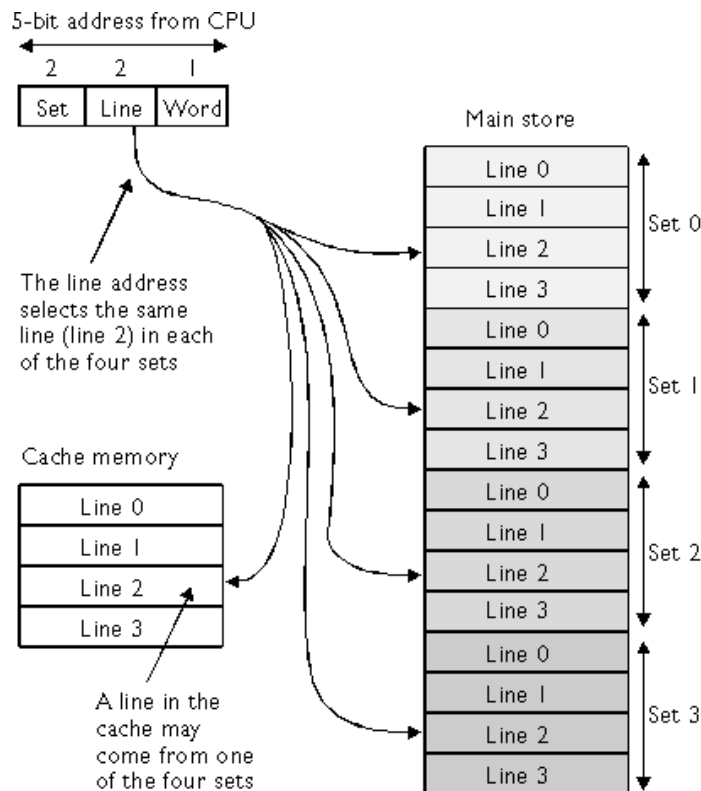 5-bit address from CPU
2 2 1
Set Line Word
The line address
selects the same
line (line 2) in each
of the four sets
Cache memory
Line 0
Line 1
Line 2
Line 3
A line in the
cache may
come from one
of the four sets
Main store
Line 0
Line 1
Line 2
Line 3
Set 0
Line 0
Line 1
Line 2
Line 3
Set 1
Line 0
Line 1
Line 2
Line 3
Set 2
Line 0
Line 1
Line 2
Line 3
Set 3